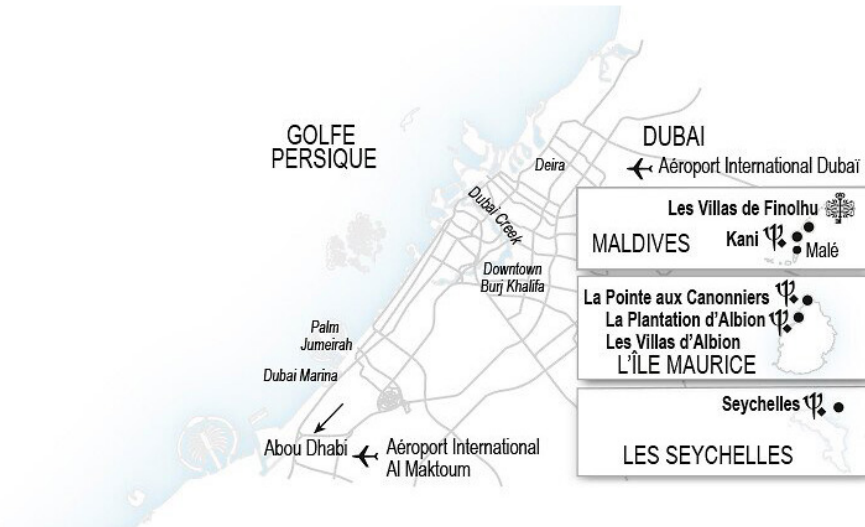 GOLFE
PERSIQUE
DUBAI
Aéroport International Dubaï
Deira
Dubai Creek
Downtown
Burj Khalifa
Palm
Jumeirah
Dubai Marina
Abou Dhabi
Aéroport International
Al Maktoum
Les Villas de Finolhu
MALDIVES
Kani
Malé
La Pointe aux Canonniers
La Plantation d'Albion
Les Villas d'Albion
L'ÎLE MAURICE
Seychelles
LES SEYCHELLES